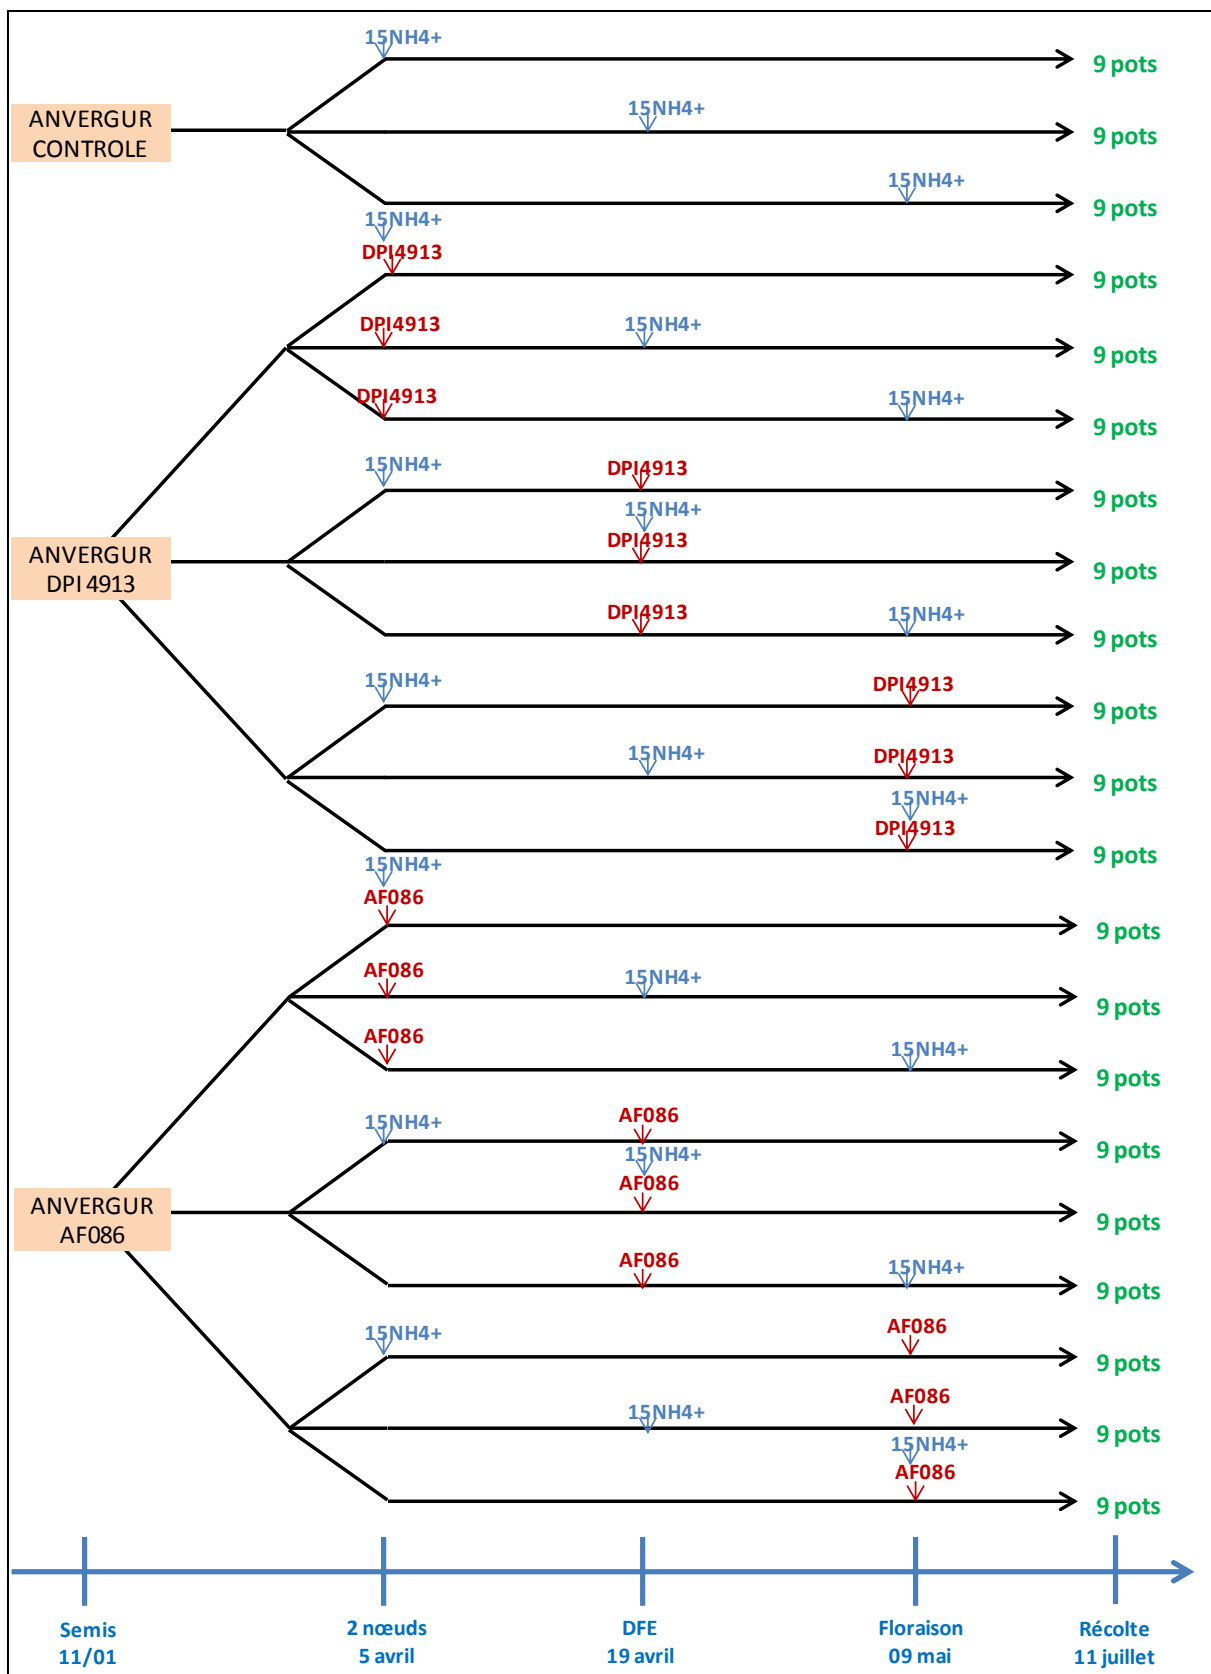 15NH4+
9 pots
ANVERGUR
CONTROLE
15NH4+
9 pots
15NH4+
9 pots
15NH4+
DPI4913
9 pots
DPI4913
15NH4+
9 pots
DPI4913
15NH4+
9 pots
15NH4+
DPI4913
9 pots
15NH4+
DPI4913
9 pots
ANVERGUR
DPI 4913
DPI4913
15NH4+
9 pots
15NH4+
DPI4913
9 pots
15NH4+
DPI4913
9 pots
15NH4+
DPI4913
9 pots
15NH4+
AF086
9 pots
AF086
15NH4+
9 pots
AF086
15NH4+
9 pots
15NH4+
AF086
9 pots
15NH4+
AF086
9 pots
ANVERGUR
AF086
AF086
15NH4+
9 pots
15NH4+
AF086
9 pots
15NH4+
AF086
9 pots
15NH4+
AF086
9 pots
Semis
11/01
2 nœuds
5 avril
DFE
19 avril
Floraison
09 mai
Récolte
11 juillet